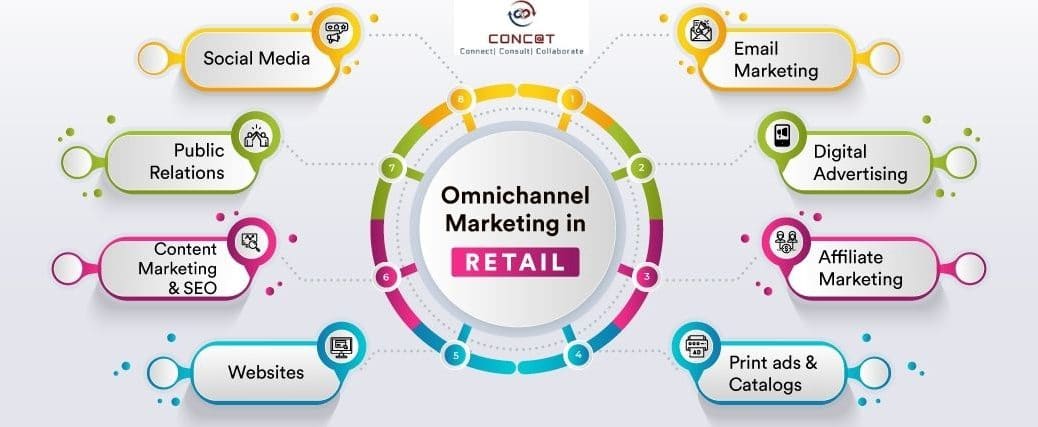 CONC@T
Connect| Consult| Collaborate
Omnichannel
Marketing in
RETAIL
1
Email
Marketing
2
Digital
Advertising
3
Affiliate
Marketing
4
AD
Print ads &
Catalogs
5
Websites
6
Content
Marketing
& SEO
7
Public
Relations
8
Social Media